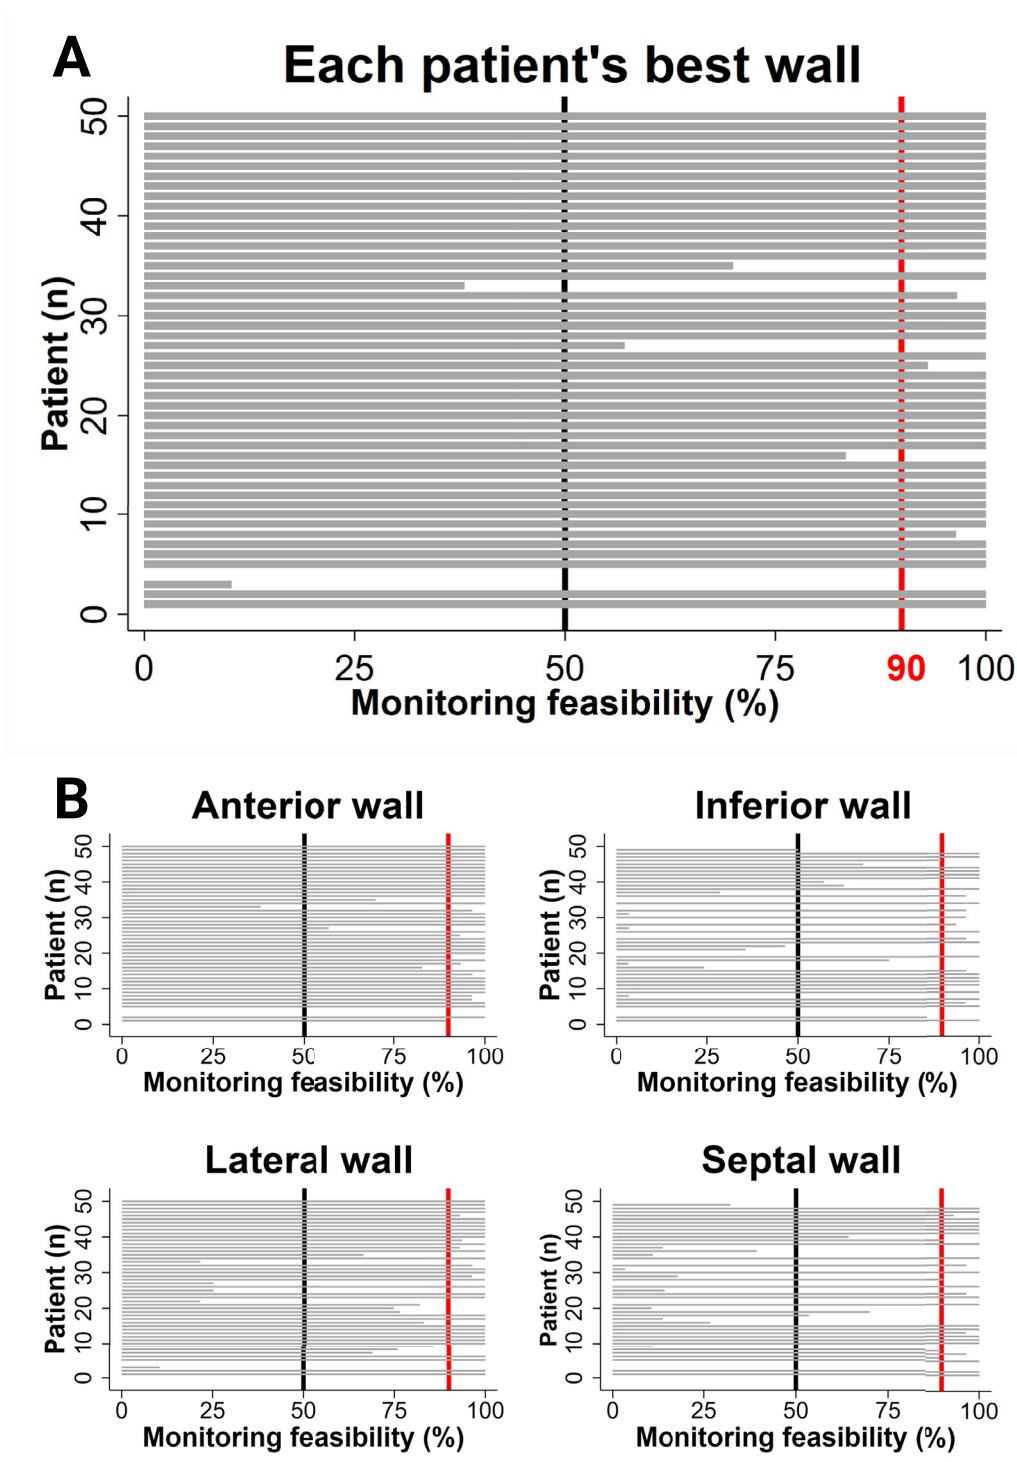 A
Each patient's best wall
50
40
30
20
10
0
Patient (n)
0 25 50 75 90 100
Monitoring feasibility (%)
B
Anterior wall
50
40
30
20
10
0
Patient (n)
0 25 50 75 100
Monitoring feasibility (%)
Inferior wall
50
40
30
20
10
0
Patient (n)
0 25 50 75 100
Monitoring feasibility (%)
Lateral wall
50
40
30
20
10
0
Patient (n)
0 25 50 75 100
Monitoring feasibility (%)
Septal wall
50
40
30
20
10
0
Patient (n)
0 25 50 75 100
Monitoring feasibility (%)